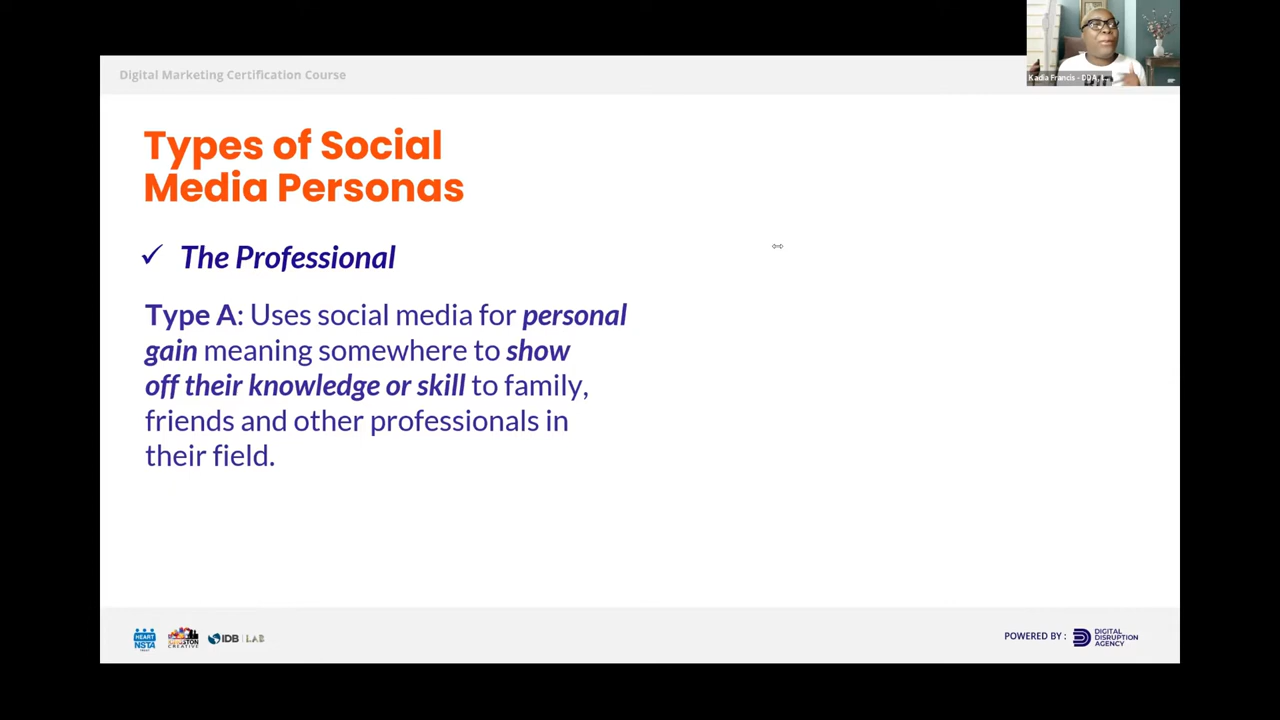 Digital Marketing Certification Course
Kadia Francis - DDA,
Types of Social
Media Personas
✓ The Professional
Type A: Uses social media for personal
gain meaning somewhere to show
off their knowledge or skill to family,
friends and other professionals in
their field.
HEART
NSTA
KINGSTON
CREATIVE
IDB | LAB
POWERED BY :
DIGITAL
DISRUPTION
AGENCY